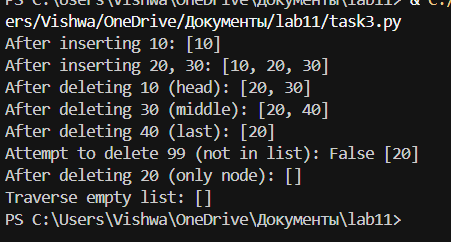 & C:/
ers/Vishwa/OneDrive/Документы/lab11/task3.py
After inserting 10: [10]
After inserting 20, 30: [10, 20, 30]
After deleting 10 (head): [20, 30]
After deleting 30 (middle): [20, 40]
After deleting 40 (last): [20]
Attempt to delete 99 (not in list): False [20]
After deleting 20 (only node): []
Traverse empty list: []
PS C:\Users\Vishwa\OneDrive\Документы\lab11>